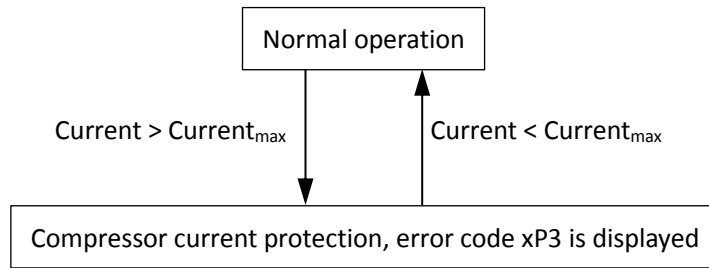 Normal operation
Current > Currentmax
Current < Currentmax
Compressor current protection, error code xP3 is displayed